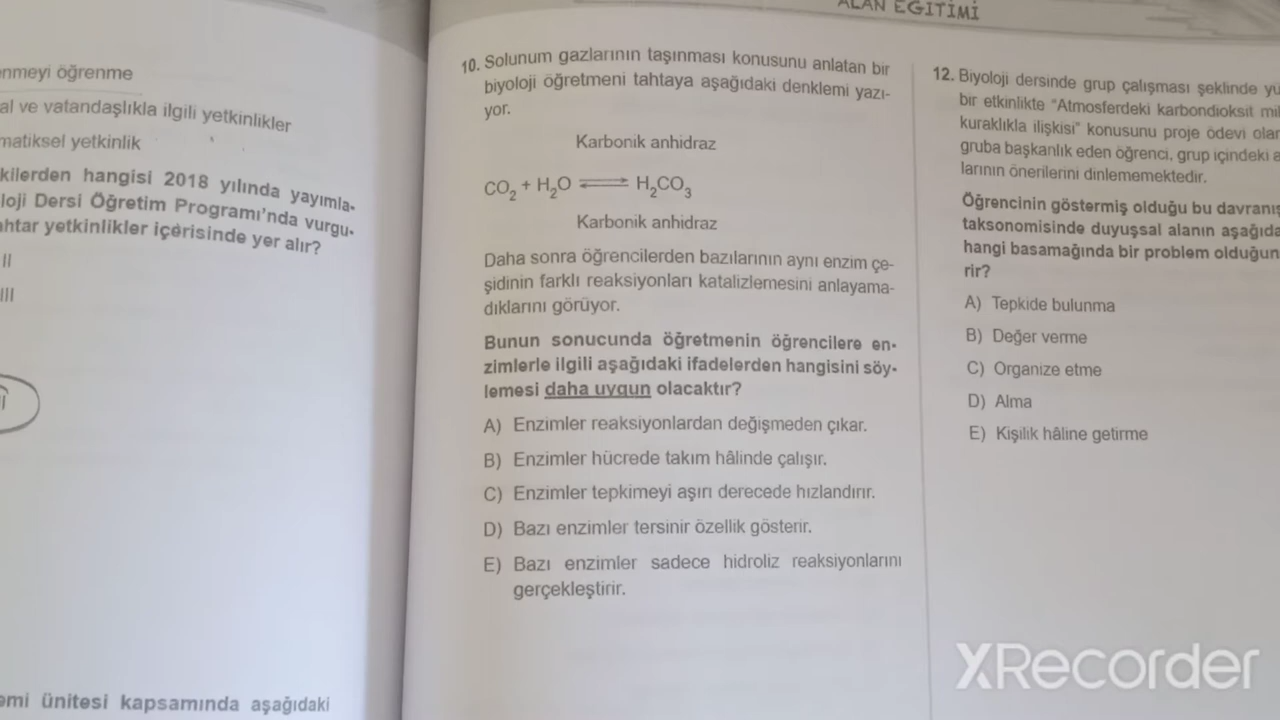 ALAN EĞİTİMİ
enmeyi öğrenme
al ve vatandaşlıkla ilgili yetkinlikler
matiksel yetkinlik
kilerden hangisi 2018 yılında yayımla-
loji Dersi Öğretim Programı'nda vurgu-
ahtar yetkinlikler içerisinde yer alır?
II
III
emi ünitesi kapsamında aşağıdaki
10. Solunum gazlarının taşınması konusunu anlatan bir
biyoloji öğretmeni tahtaya aşağıdaki denklemi yazı-
yor.
Karbonik anhidraz
CO₂ + H₂O ⇌ H₂CO₃
Karbonik anhidraz
Daha sonra öğrencilerden bazılarının aynı enzim çe-
şidinin farklı reaksiyonları katalizlemesini anlayama-
dıklarını görüyor.
Bunun sonucunda öğretmenin öğrencilere en-
zimlerle ilgili aşağıdaki ifadelerden hangisini söy-
lemesi daha uygun olacaktır?
A) Enzimler reaksiyonlardan değişmeden çıkar.
B) Enzimler hücrede takım hâlinde çalışır.
C) Enzimler tepkimeyi aşırı derecede hızlandırır.
D) Bazı enzimler tersinir özellik gösterir.
E) Bazı enzimler sadece hidroliz reaksiyonlarını
gerçekleştirir.
12. Biyoloji dersinde grup çalışması şeklinde yü
bir etkinlikte "Atmosferdeki karbondioksit mi
kuraklıkla ilişkisi" konusunu proje ödevi olar
gruba başkanlık eden öğrenci, grup içindeki a
larının önerilerini dinlememektedir.
Öğrencinin göstermiş olduğu bu davranış
taksonomisinde duyuşsal alanın aşağıda
hangi basamağında bir problem olduğun
rir?
A) Tepkide bulunma
B) Değer verme
C) Organize etme
D) Alma
E) Kişilik hâline getirme
XRecorder